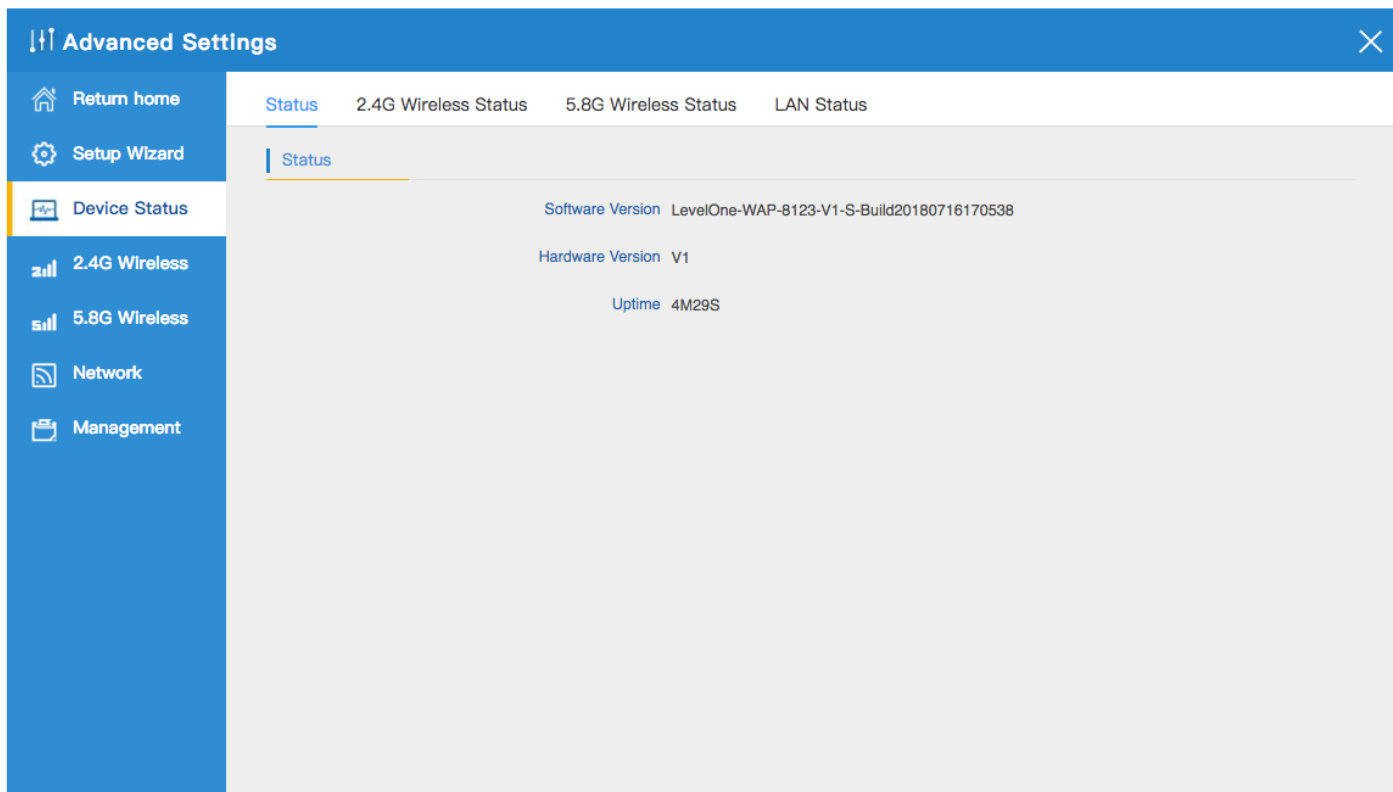 Advanced Settings
Return home
Setup Wizard
Device Status
2.4G Wireless
5.8G Wireless
Network
Management
Status 2.4G Wireless Status 5.8G Wireless Status LAN Status
Status
Software Version LevelOne-WAP-8123-V1-S-Build20180716170538
Hardware Version V1
Uptime 4M29S